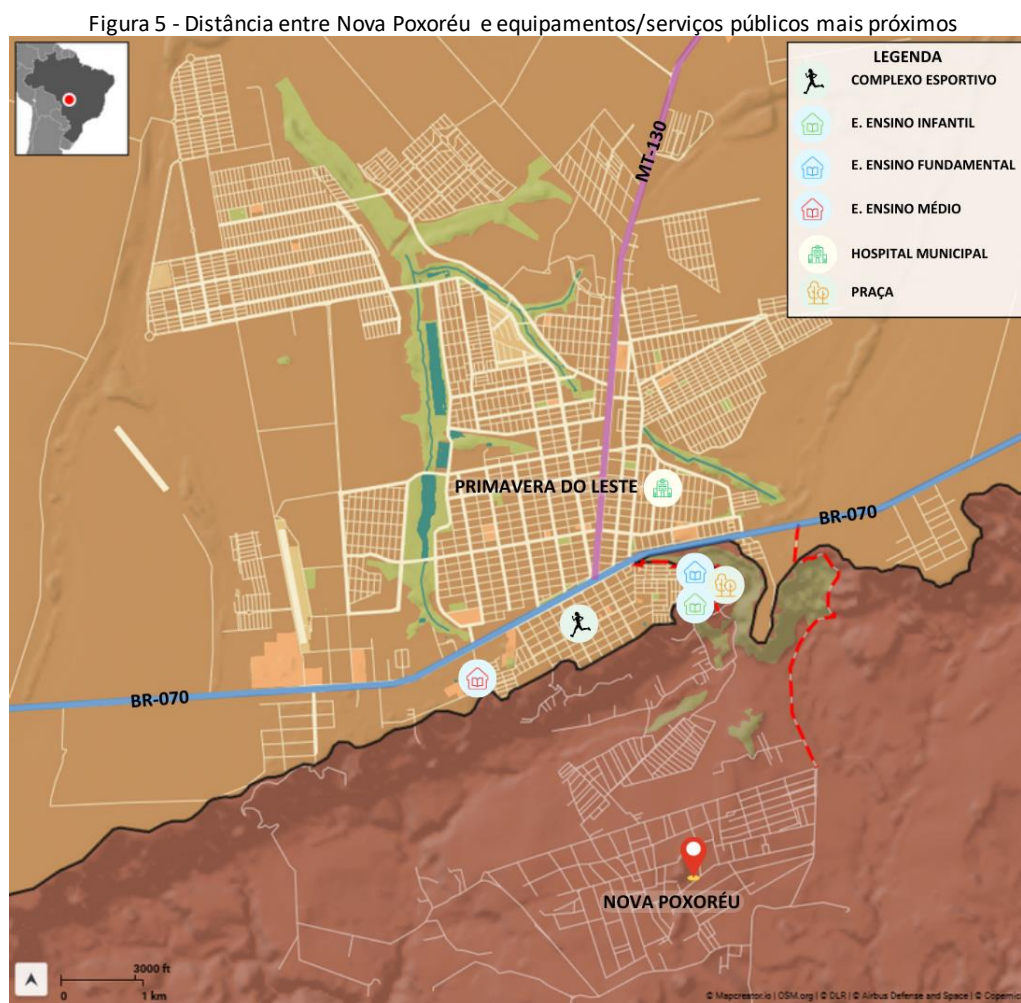 Figura 5 - Distância entre Nova Poxoréu e equipamentos/serviços públicos mais próximos
LEGENDA
COMPLEXO ESPORTIVO
E. ENSINO INFANTIL
E. ENSINO FUNDAMENTAL
E. ENSINO MÉDIO
HOSPITAL MUNICIPAL
PRAÇA
MT-130
PRIMAVERA DO LESTE
BR-070
BR-070
NOVA POXORÉU
3000 ft
0 1 km
© Mapcreator.io | OSM.org | © DLR | © Airbus Defense and Space | © Copernic